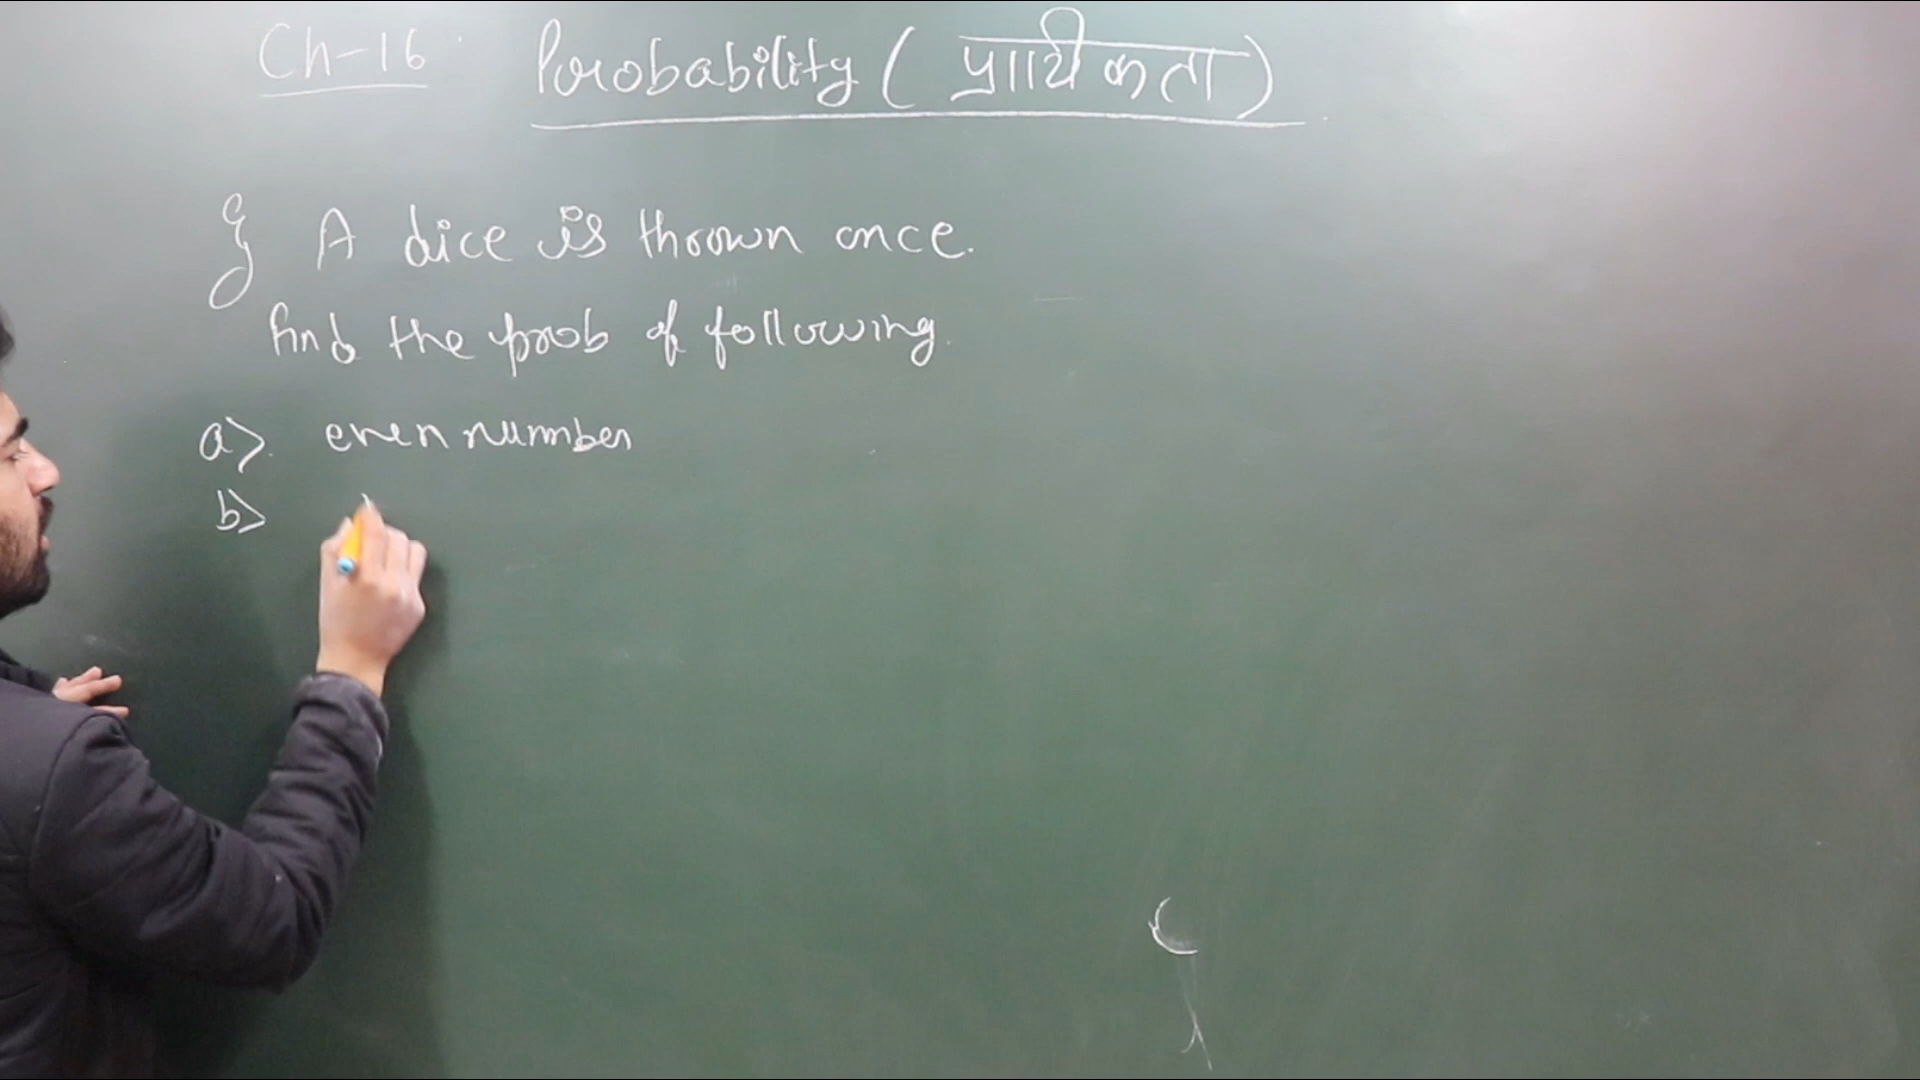 Ch-16 Probability ( प्रायिकता )
A dice is thrown once.
find the prob of following.
a>. even number
b>